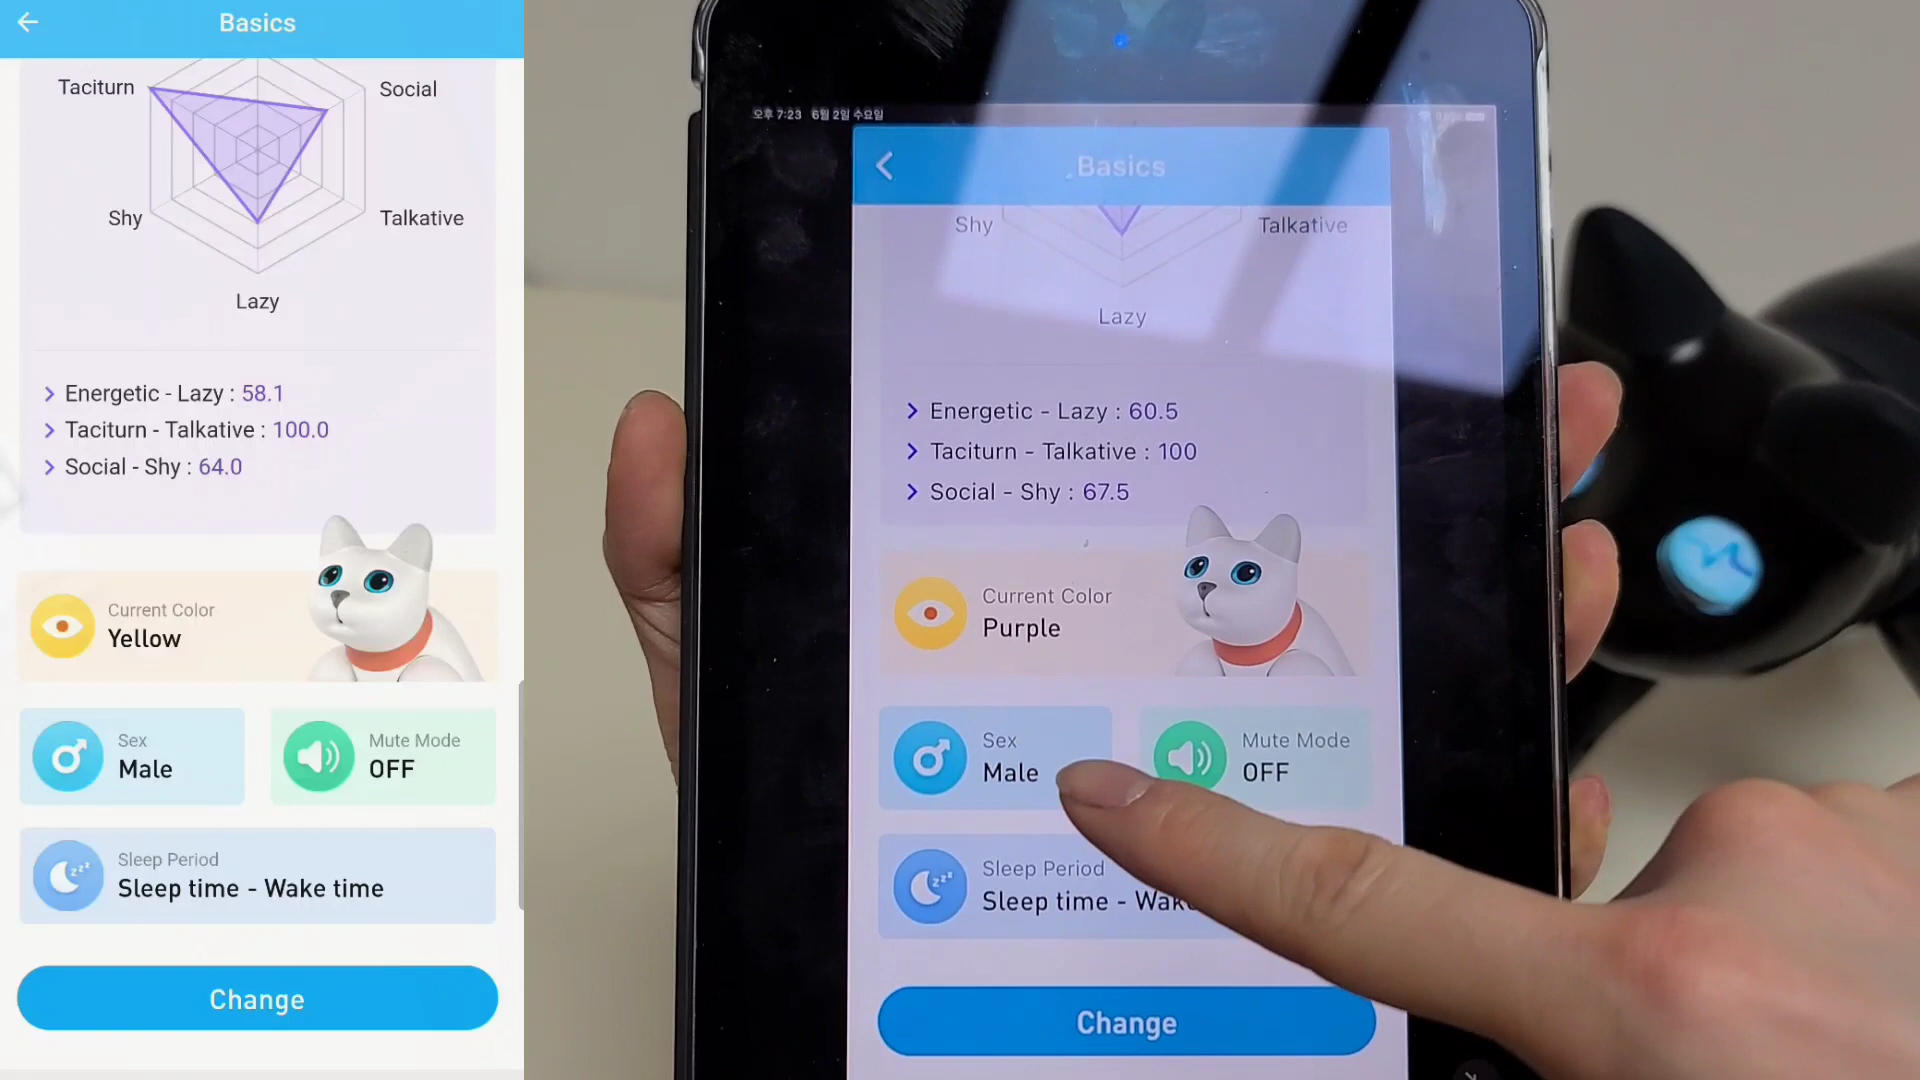 Basics
Taciturn
Social
Shy
Talkative
Lazy
Energetic - Lazy : 58.1
Taciturn - Talkative : 100.0
Social - Shy : 64.0
Current Color
Yellow
Sex
Male
Mute Mode
OFF
Sleep Period
Sleep time - Wake time
Change
오후 7:23 6월 2일 수요일
Basics
Shy
Talkative
Lazy
Energetic - Lazy : 60.5
Taciturn - Talkative : 100
Social - Shy : 67.5
Current Color
Purple
Sex
Male
Mute Mode
OFF
Sleep Period
Sleep time -
Change